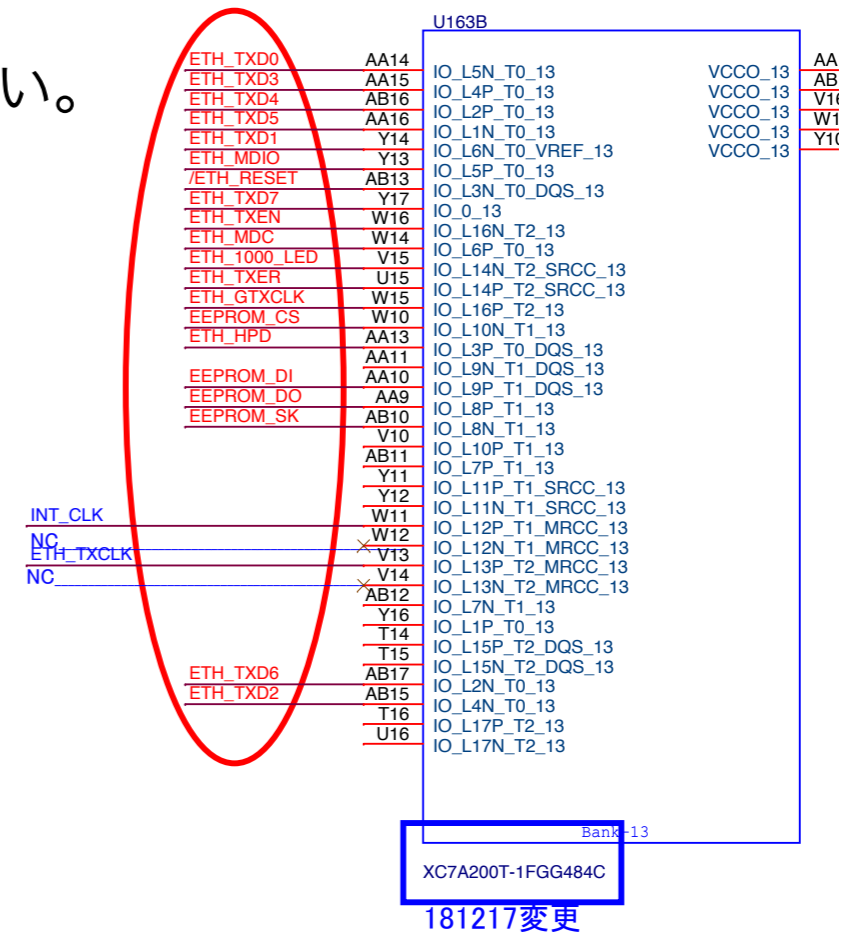 い。
U163B
ETH_TXD0 AA14 IO_L5N_T0_13 VCCO_13 AA
ETH_TXD3 AA15 IO_L4P_T0_13 VCCO_13 AB
ETH_TXD4 AB16 IO_L2P_T0_13 VCCO_13 V16
ETH_TXD5 AA16 IO_L1N_T0_13 VCCO_13 W1
ETH_TXD1 Y14 IO_L6N_T0_VREF_13 VCCO_13 Y10
ETH_MDIO Y13 IO_L5P_T0_13
/ETH_RESET AB13 IO_L3N_T0_DQS_13
ETH_TXD7 Y17 IO_0_13
ETH_TXEN W16 IO_L16N_T2_13
ETH_MDC W14 IO_L6P_T0_13
ETH_1000_LED V15 IO_L14N_T2_SRCC_13
ETH_TXER U15 IO_L14P_T2_SRCC_13
ETH_GTXCLK W15 IO_L16P_T2_13
EEPROM_CS W10 IO_L10N_T1_13
ETH_HPD AA13 IO_L3P_T0_DQS_13
AA11 IO_L9N_T1_DQS_13
EEPROM_DI AA10 IO_L9P_T1_DQS_13
EEPROM_DO AA9 IO_L8P_T1_13
EEPROM_SK AB10 IO_L8N_T1_13
V10 IO_L10P_T1_13
AB11 IO_L7P_T1_13
Y11 IO_L11P_T1_SRCC_13
Y12 IO_L11N_T1_SRCC_13
INT_CLK W11 IO_L12P_T1_MRCC_13
NC W12 IO_L12N_T1_MRCC_13
ETH_TXCLK V13 IO_L13P_T2_MRCC_13
NC V14 IO_L13N_T2_MRCC_13
AB12 IO_L7N_T1_13
Y16 IO_L1P_T0_13
T14 IO_L15P_T2_DQS_13
T15 IO_L15N_T2_DQS_13
ETH_TXD6 AB17 IO_L2N_T0_13
ETH_TXD2 AB15 IO_L4N_T0_13
T16 IO_L17P_T2_13
U16 IO_L17N_T2_13
Bank-13
XC7A200T-1FGG484C
181217変更